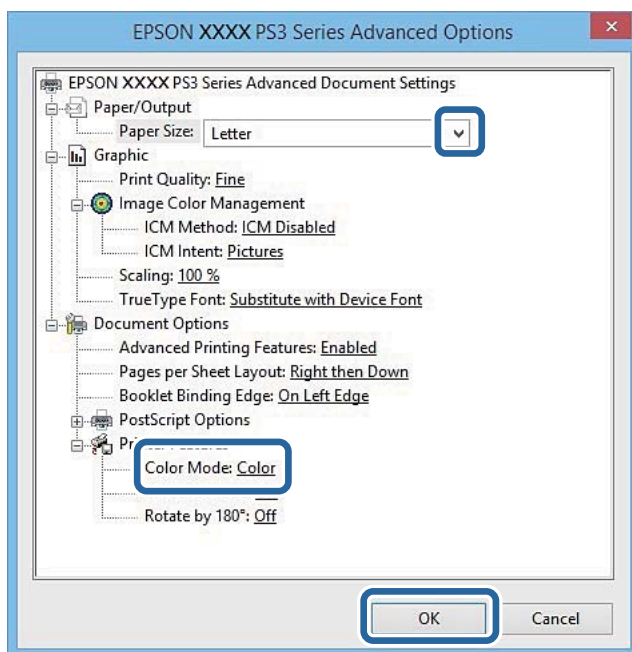 EPSON XXXX PS3 Series Advanced Options
EPSON XXXX PS3 Series Advanced Document Settings
Paper/Output
Paper Size: Letter
Graphic
Print Quality: Fine
Image Color Management
ICM Method: ICM Disabled
ICM Intent: Pictures
Scaling: 100 %
TrueType Font: Substitute with Device Font
Document Options
Advanced Printing Features: Enabled
Pages per Sheet Layout: Right then Down
Booklet Binding Edge: On Left Edge
PostScript Options
Color Mode: Color
Rotate by 180°: Off
OK Cancel